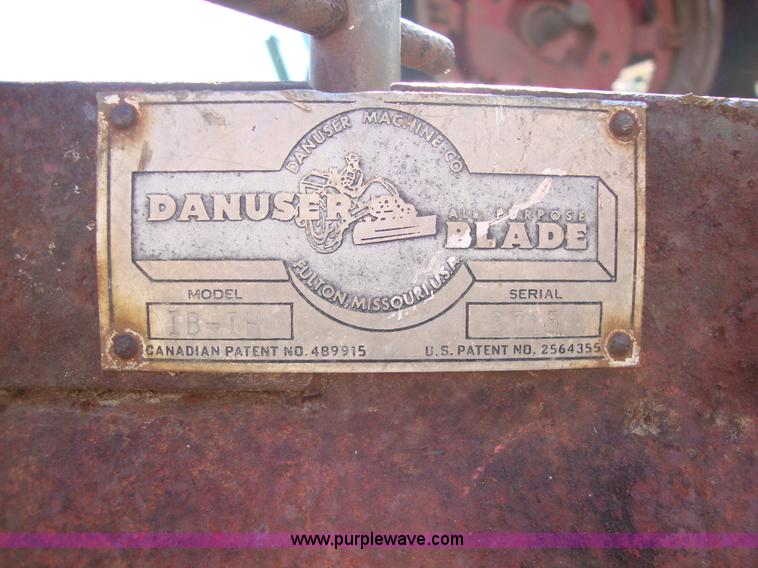 DANUSER MACHINE CO.
DANUSER
ALL PURPOSE
BLADE
FULTON, MISSOURI, U.S.A.
MODEL
SERIAL
CANADIAN PATENT NO. 489915
U.S. PATENT NO. 2564355
www.purplewave.com